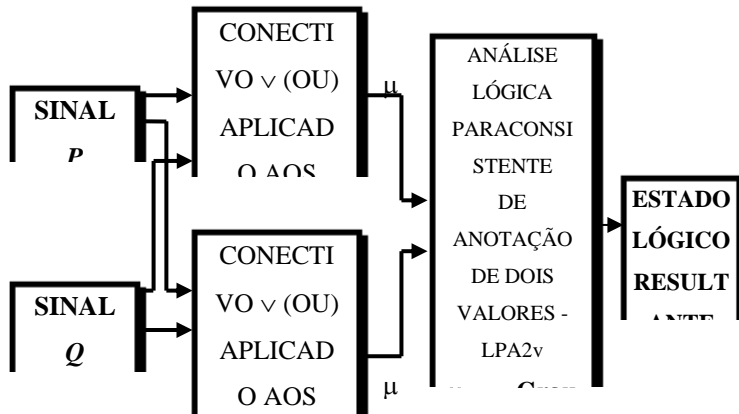 SINAL
P
SINAL
Q
CONECTI
VO ∨ (OU)
APLICAD
O AOS
μ
CONECTI
VO ∨ (OU)
APLICAD
O AOS
μ
ANÁLISE
LÓGICA
PARACONSI
STENTE
DE
ANOTAÇÃO
DE DOIS
VALORES -
LPA2v
ESTADO
LÓGICO
RESULT
ANTE